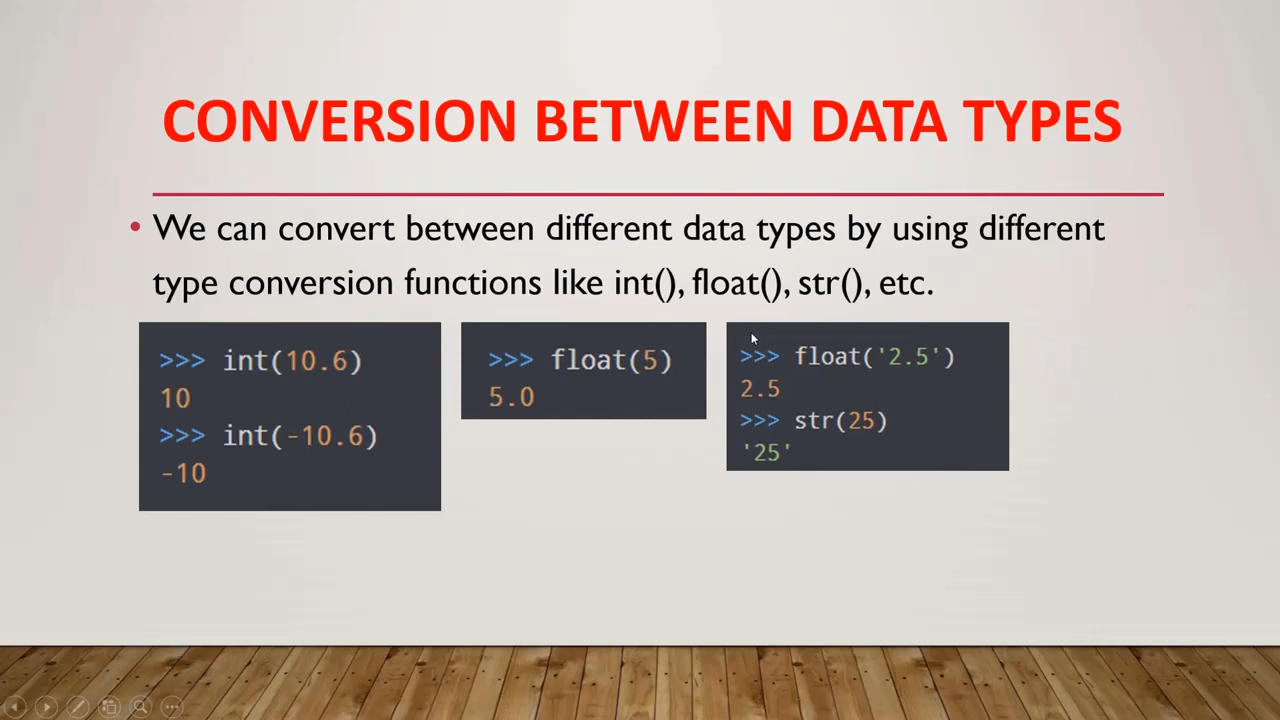 CONVERSION BETWEEN DATA TYPES
• We can convert between different data types by using different
type conversion functions like int(), float(), str(), etc.
>>> int(10.6)
10
>>> int(-10.6)
-10
>>> float(5)
5.0
>>> float('2.5')
2.5
>>> str(25)
'25'